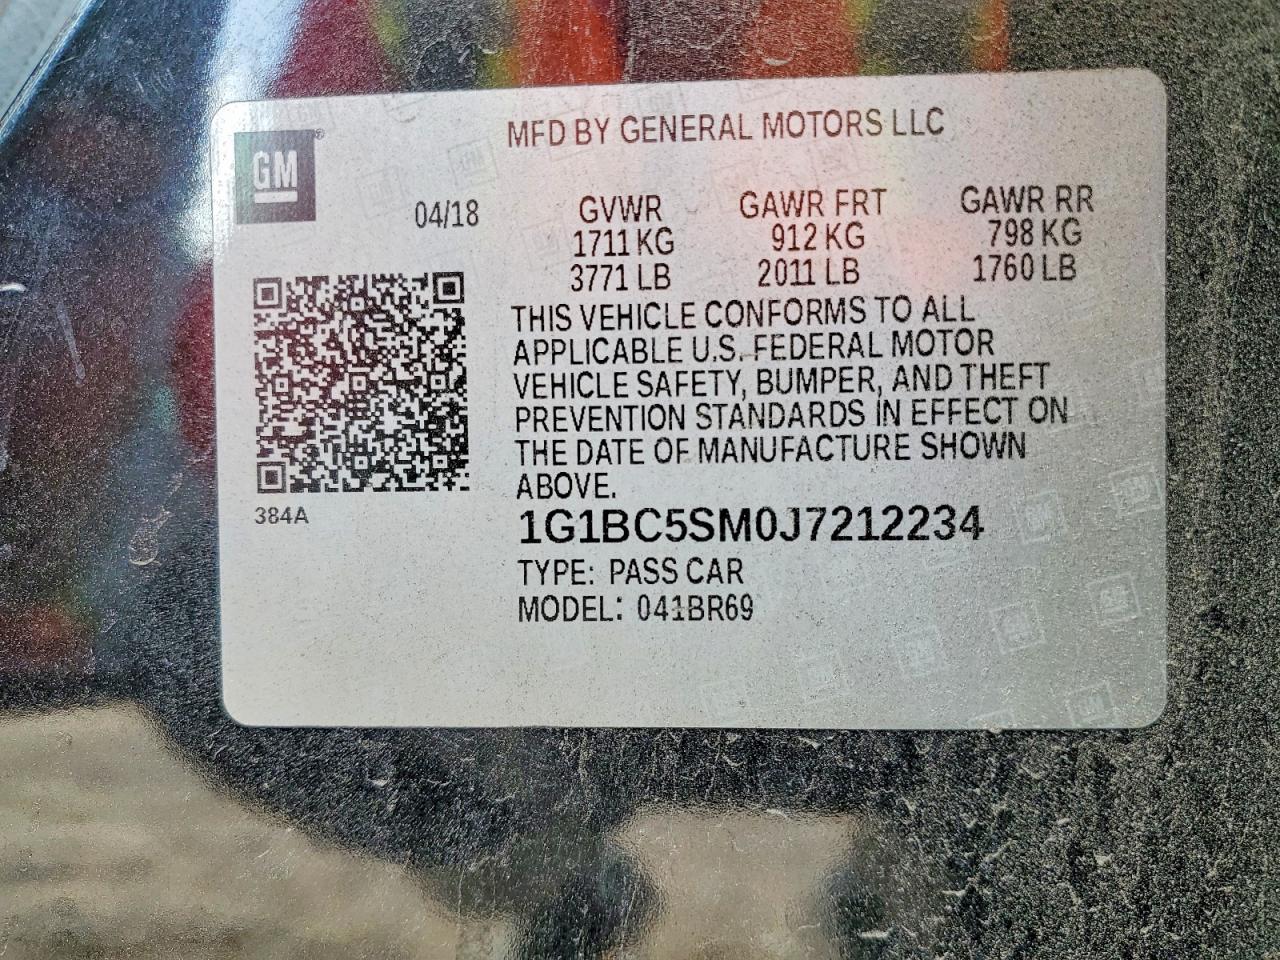 MFD BY GENERAL MOTORS LLC
GM®
04/18
GVWR GAWR FRT GAWR RR
1711 KG 912 KG 798 KG
3771 LB 2011 LB 1760 LB
THIS VEHICLE CONFORMS TO ALL
APPLICABLE U.S. FEDERAL MOTOR
VEHICLE SAFETY, BUMPER, AND THEFT
PREVENTION STANDARDS IN EFFECT ON
THE DATE OF MANUFACTURE SHOWN
ABOVE.
384A
1G1BC5SM0J7212234
TYPE: PASS CAR
MODEL: 041BR69